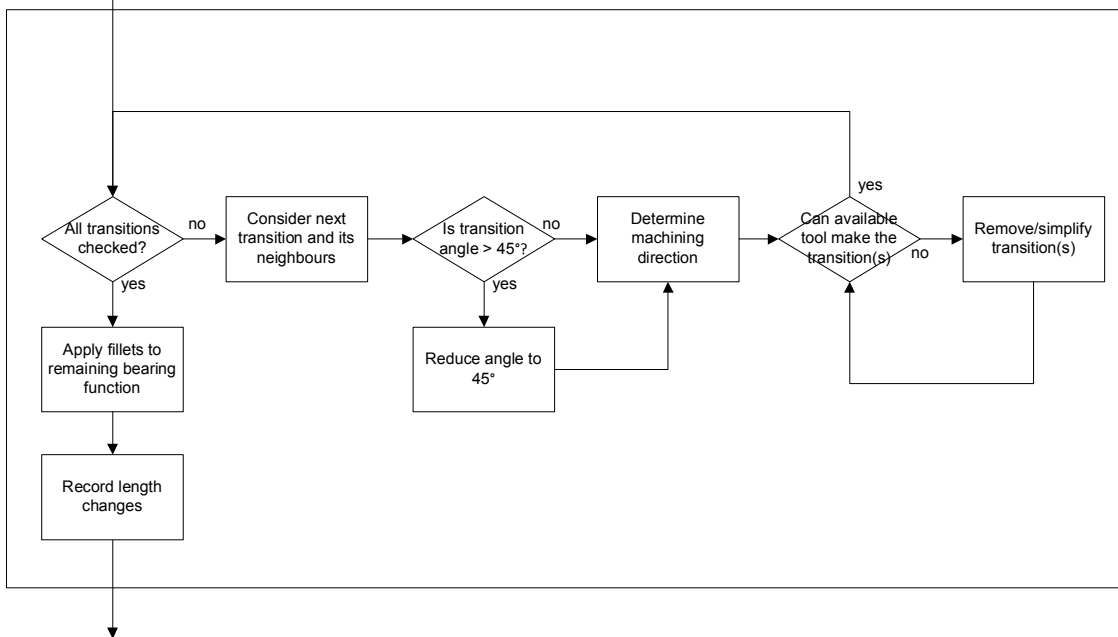 All transitions
checked?
no
yes
Consider next
transition and its
neighbours
Is transition
angle > 45°?
no
yes
Determine
machining
direction
Can available
tool make the
transition(s)
yes
no
Remove/simplify
transition(s)
Apply fillets to
remaining bearing
function
Reduce angle to
45°
Record length
changes